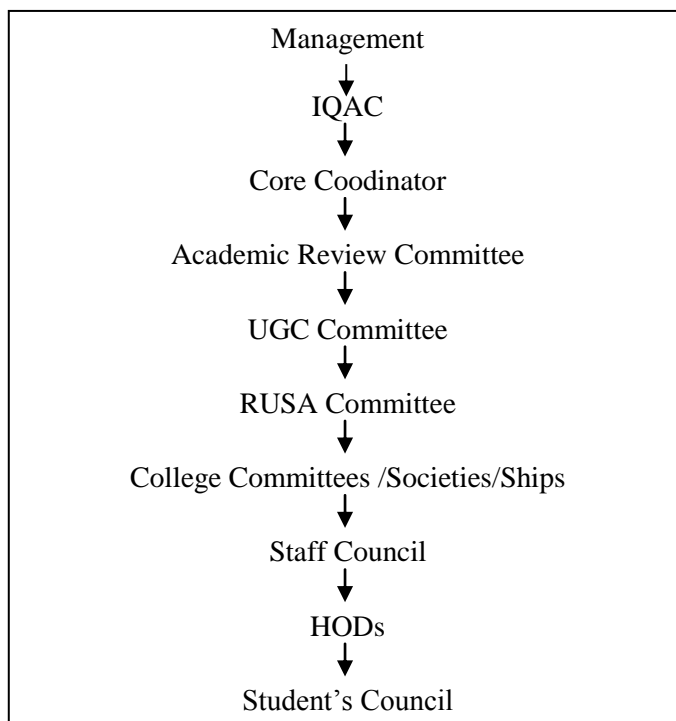 Management
IQAC
Core Coodinator
Academic Review Committee
UGC Committee
RUSA Committee
College Committees /Societies/Ships
Staff Council
HODs
Student’s Council